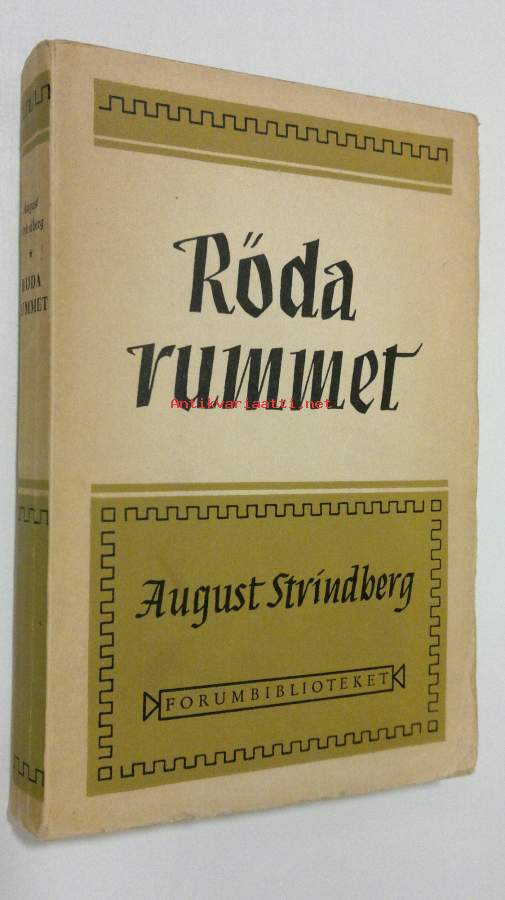 August
Strindberg
*
RÖDA
RUMMET
Röda
rummet
Antikvariaatti.net
August Strindberg
FORUMBIBLIOTEKET